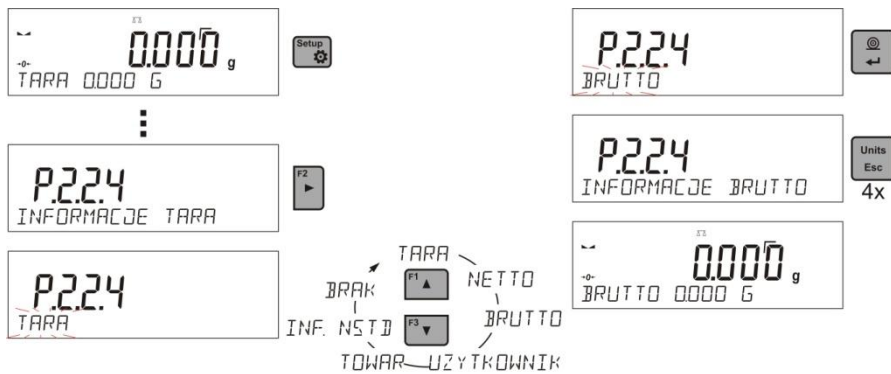 0.000 g
-0-
TARA 0.000 G
Setup
P.2.2.4
INFORMACJE TARA
F2
P.2.2.4
TARA
TARA
NETTO
BRUTTO
UZYTKOWNIK
TOWAR
INF. NSTD
BRAK
F1
F3
P.2.2.4
BRUTTO
P.2.2.4
INFORMACJE BRUTTO
Units
Esc
4x
0.000 g
-0-
BRUTTO 0.000 G